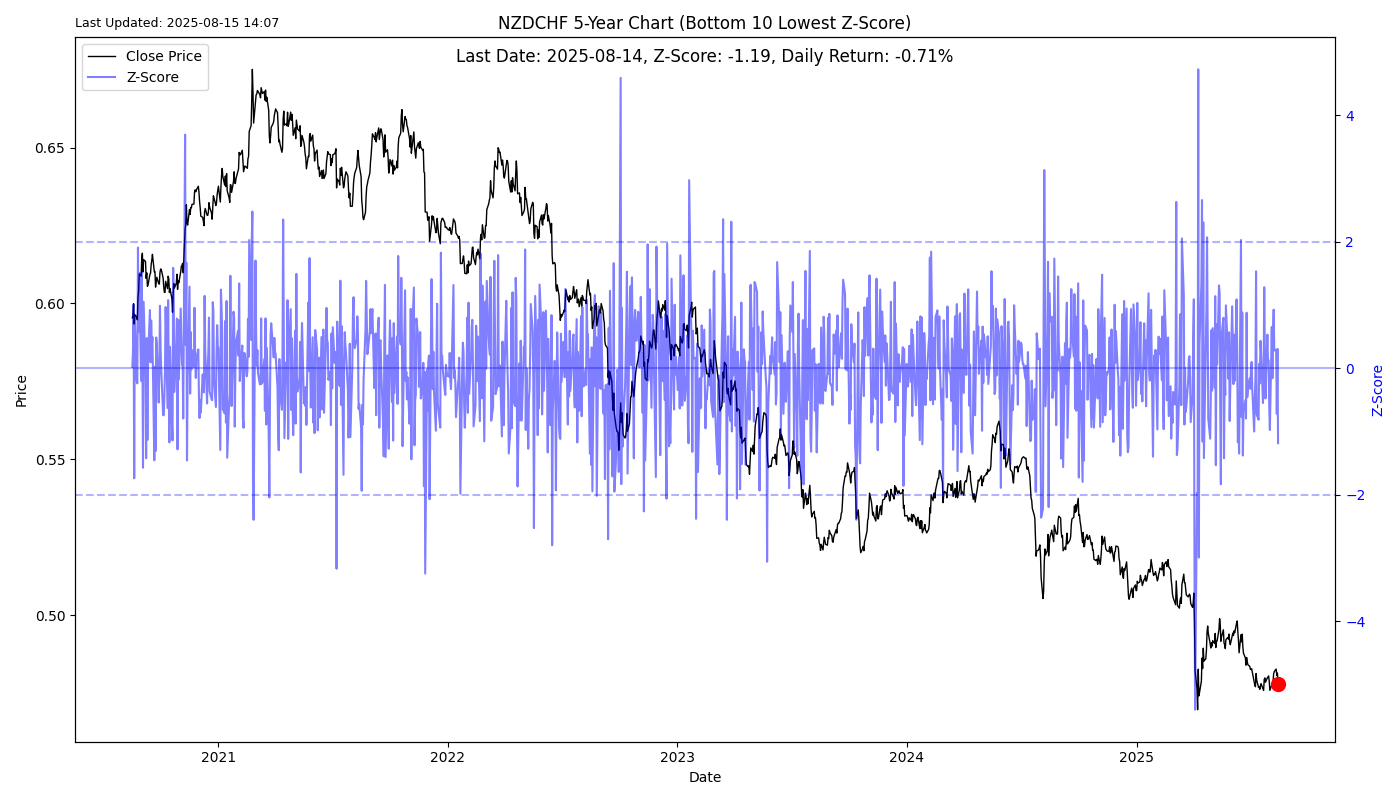 Last Updated: 2025-08-15 14:07
NZDCHF 5-Year Chart (Bottom 10 Lowest Z-Score)
Last Date: 2025-08-14, Z-Score: -1.19, Daily Return: -0.71%
Close Price
Z-Score
0.65
0.60
0.55
0.50
Price
4
2
0
−2
−4
Z-Score
2021
2022
2023
2024
2025
Date